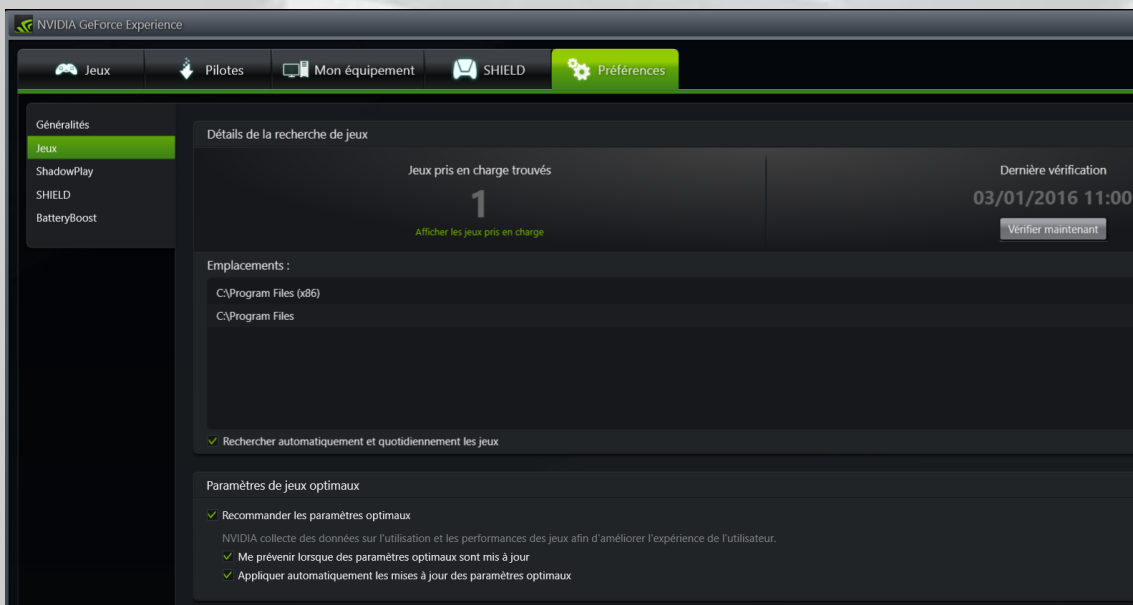 NVIDIA GeForce Experience
Jeux
Pilotes
Mon équipement
SHIELD
Préférences
Généralités
Jeux
ShadowPlay
SHIELD
BatteryBoost
Détails de la recherche de jeux
Jeux pris en charge trouvés
1
Afficher les jeux pris en charge
Dernière vérification
03/01/2016 11:00
Vérifier maintenant
Emplacements :
C:\Program Files (x86)
C:\Program Files
Rechercher automatiquement et quotidiennement les jeux
Paramètres de jeux optimaux
Recommander les paramètres optimaux
NVIDIA collecte des données sur l'utilisation et les performances des jeux afin d'améliorer l'expérience de l'utilisateur.
Me prévenir lorsque des paramètres optimaux sont mis à jour
Appliquer automatiquement les mises à jour des paramètres optimaux